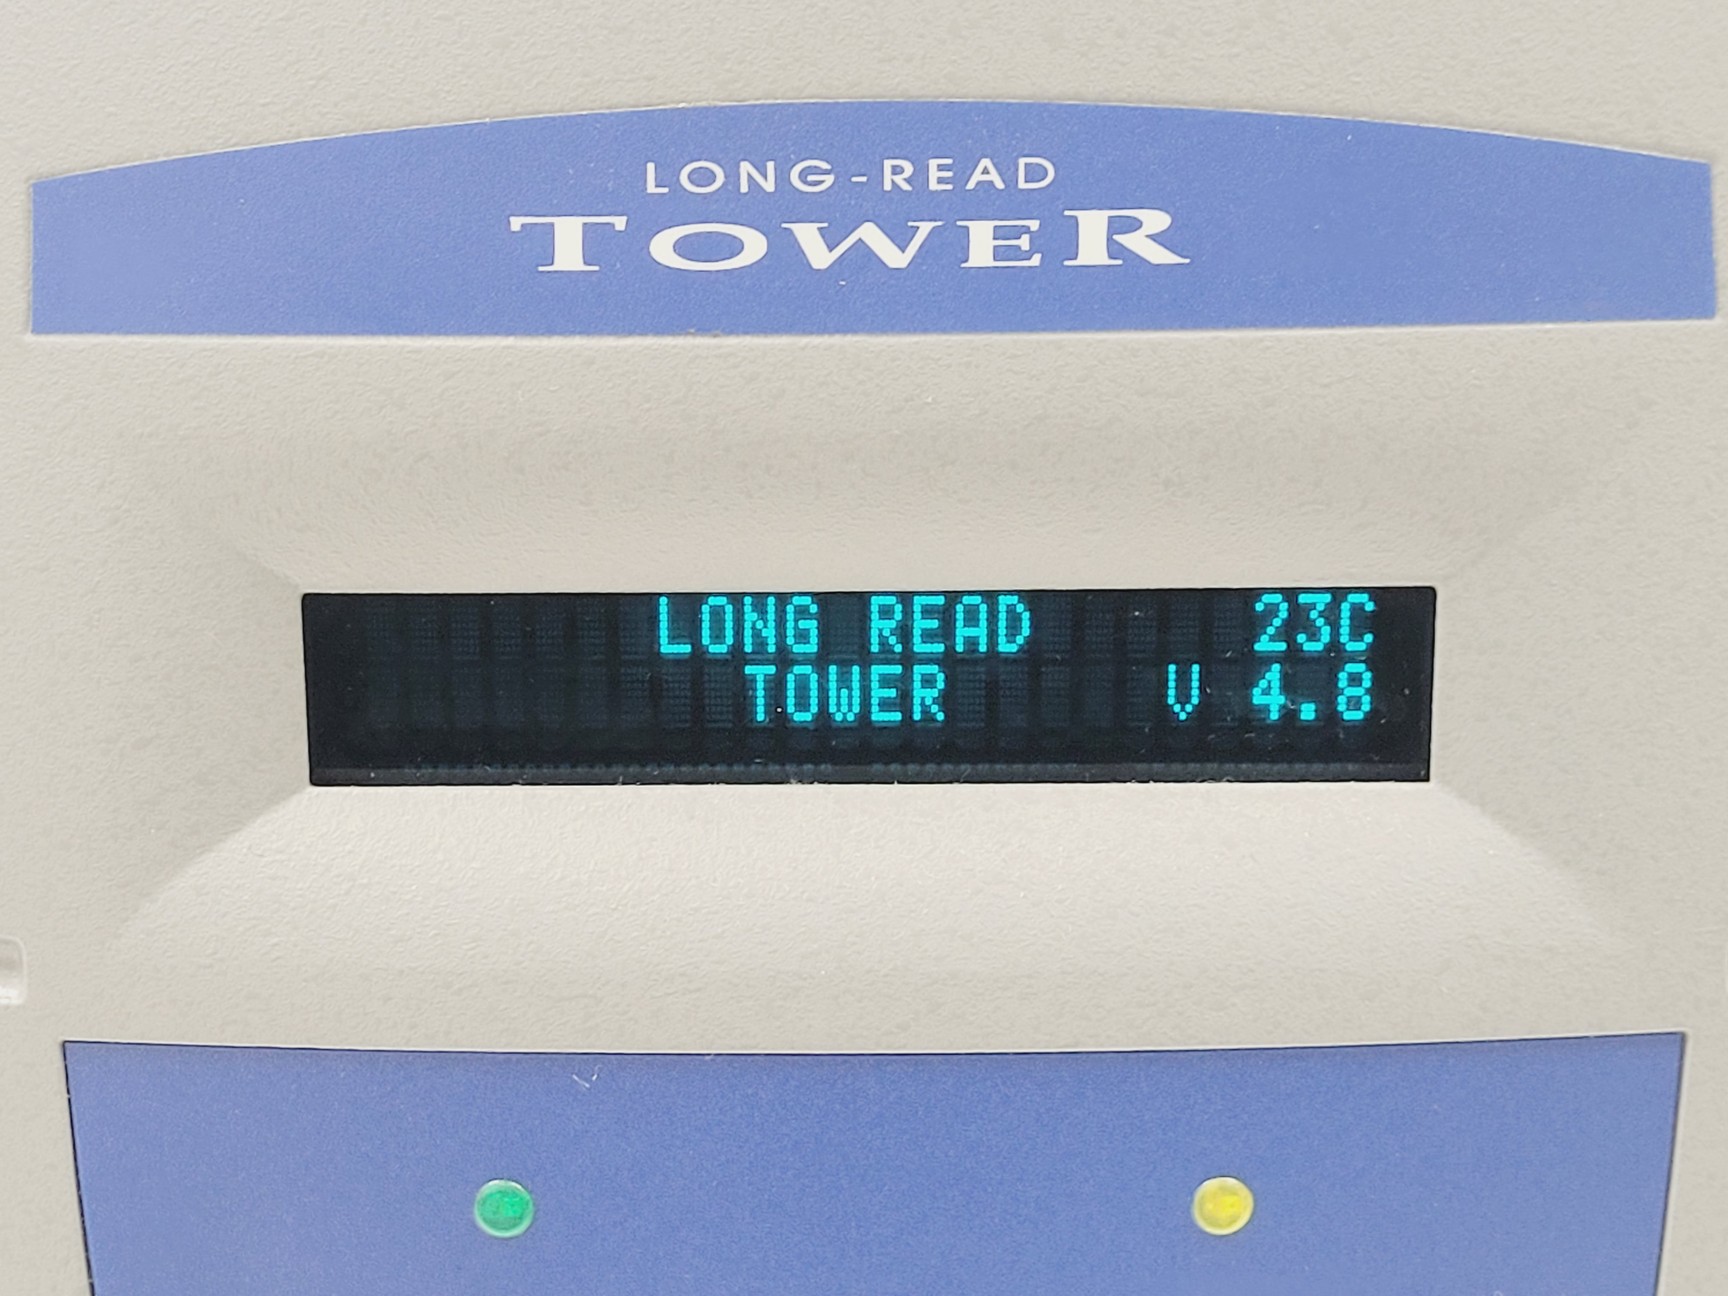 LONG-READ
TOWER
LONG READ 23C
TOWER V 4.8